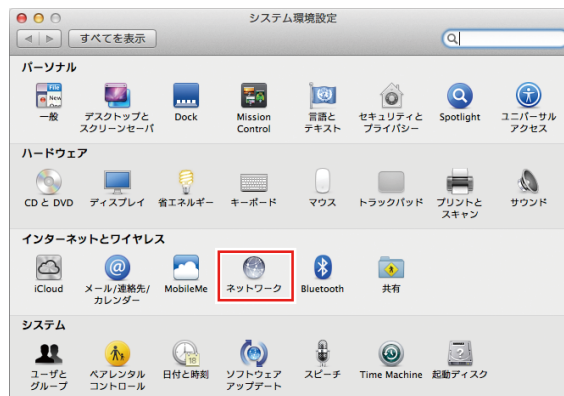 システム環境設定
すべてを表示
パーソナル
File
New
一般
デスクトップと
スクリーンセーバ
Dock
Mission
Control
言語と
テキスト
セキュリティと
プライバシー
Spotlight
ユニバーサル
アクセス
ハードウェア
CD と DVD
ディスプレイ
省エネルギー
キーボード
マウス
トラックパッド
プリントと
スキャン
サウンド
インターネットとワイヤレス
iCloud
メール/連絡先/
カレンダー
MobileMe
ネットワーク
Bluetooth
共有
システム
ユーザと
グループ
ペアレンタル
コントロール
18
日付と時刻
ソフトウェア
アップデート
スピーチ
Time Machine
起動ディスク